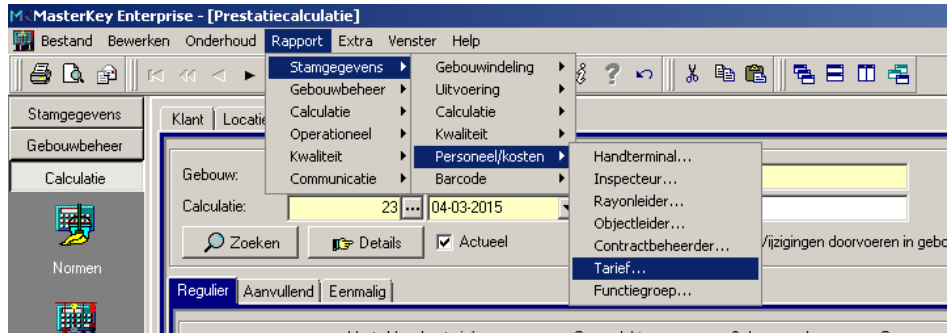 MasterKey Enterprise - [Prestatiecalculatie]
Bestand Bewerken Onderhoud Rapport Extra Venster Help
Stamgegevens
Gebouwbeheer
Calculatie
Operationeel
Kwaliteit
Communicatie
Gebouwindeling
Uitvoering
Calculatie
Kwaliteit
Personeel/kosten
Barcode
Handterminal...
Inspecteur...
Rayonleider...
Objectleider...
Contractbeheerder...
Tarief...
Functiegroep...
Stamgegevens
Gebouwbeheer
Calculatie
Normen
Klant Locatie
Gebouw:
Calculatie: 23 ... 04-03-2015
Zoeken Details Actueel
ijzigingen doorvoeren in gebo
Regulier Aanvullend Eenmalig